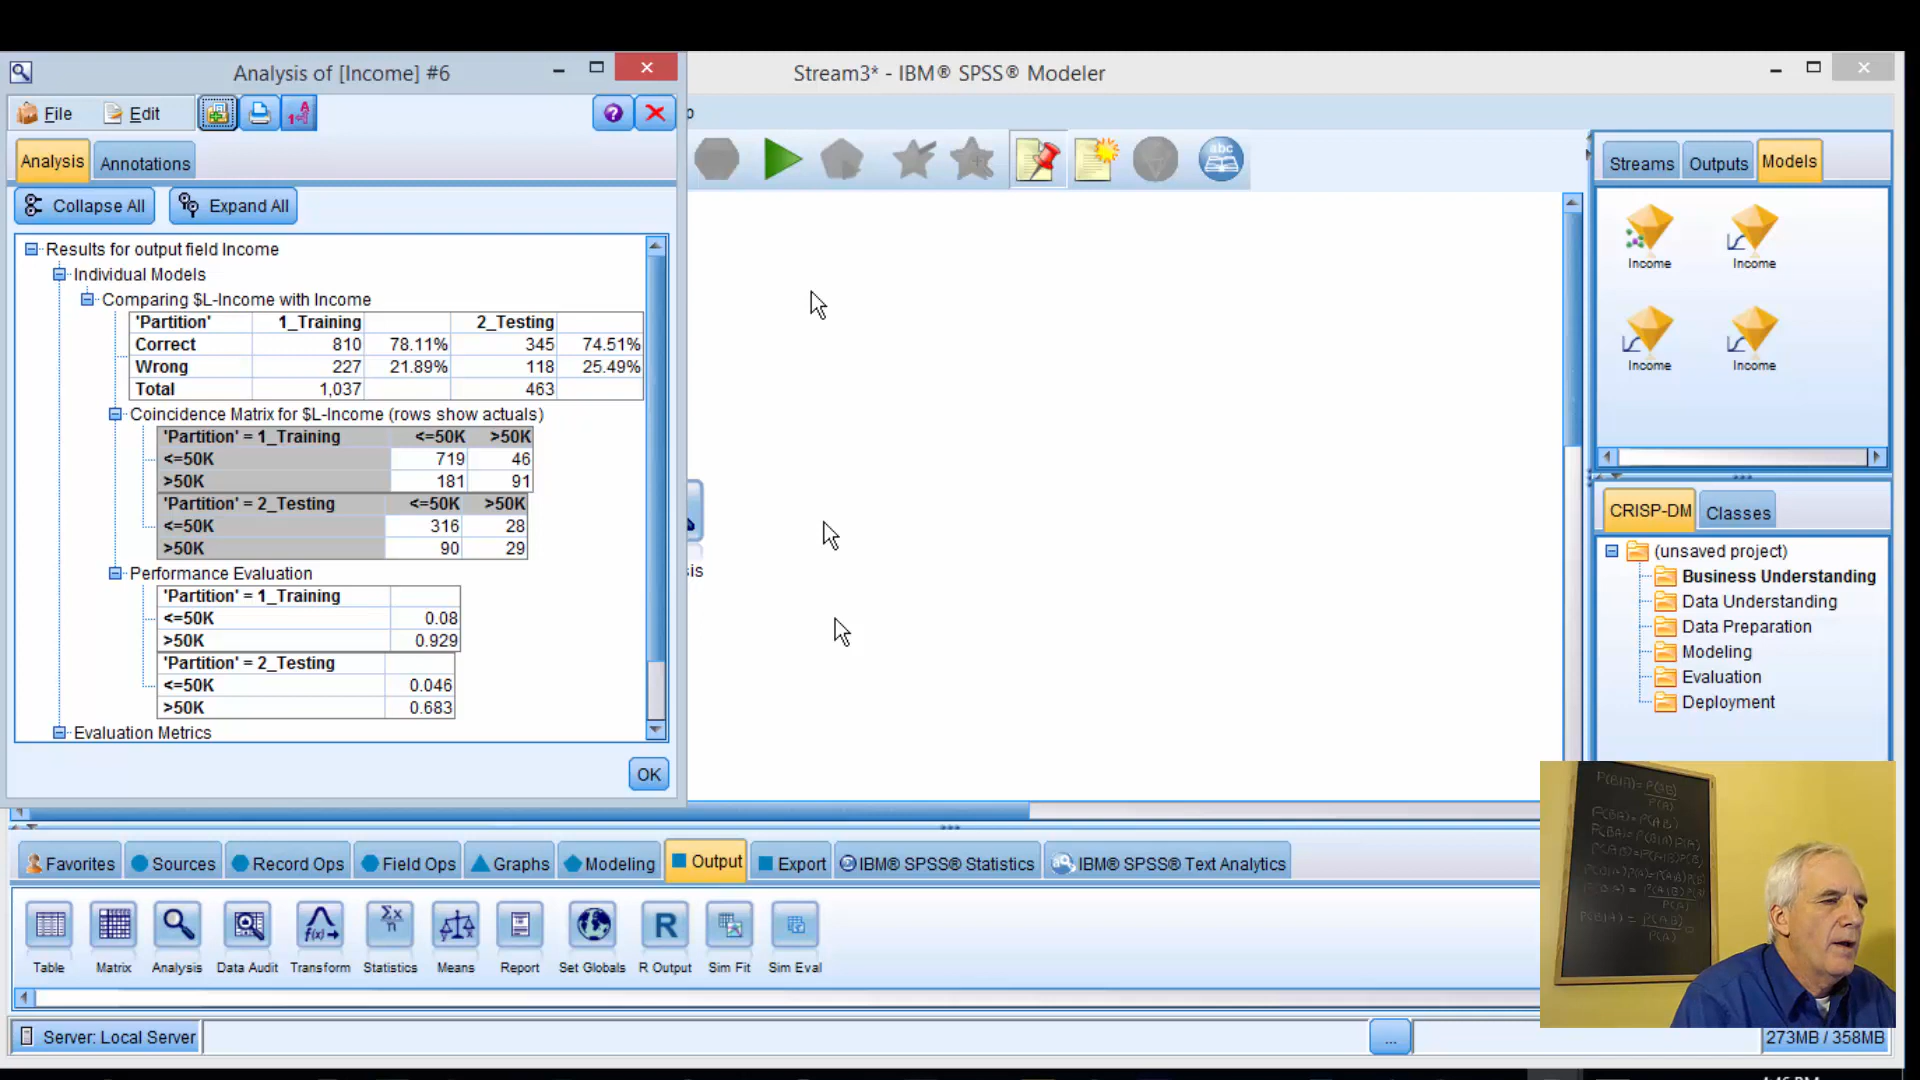 Analysis of [Income] #6
Stream3* - IBM® SPSS® Modeler
File Edit
Analysis Annotations
Collapse All Expand All
Results for output field Income
Individual Models
Comparing $L-Income with Income
'Partition' 1_Training 2_Testing
Correct 810 78.11% 345 74.51%
Wrong 227 21.89% 118 25.49%
Total 1,037 463
Coincidence Matrix for $L-Income (rows show actuals)
'Partition' = 1_Training <=50K >50K
<=50K 719 46
>50K 181 91
'Partition' = 2_Testing <=50K >50K
<=50K 316 28
>50K 90 29
Performance Evaluation
'Partition' = 1_Training
<=50K 0.08
>50K 0.929
'Partition' = 2_Testing
<=50K 0.046
>50K 0.683
Evaluation Metrics
OK
abc
Streams Outputs Models
Income Income
Income Income
CRISP-DM Classes
(unsaved project)
Business Understanding
Data Understanding
Data Preparation
Modeling
Evaluation
Deployment
P(B|A)=P(AB)
P(A)
Favorites Sources Record Ops Field Ops Graphs Modeling Output Export IBM® SPSS® Statistics IBM® SPSS® Text Analytics
Table Matrix Analysis Data Audit Transform Statistics Means Report Set Globals R Output Sim Fit Sim Eval
Server: Local Server
...
273MB / 358MB